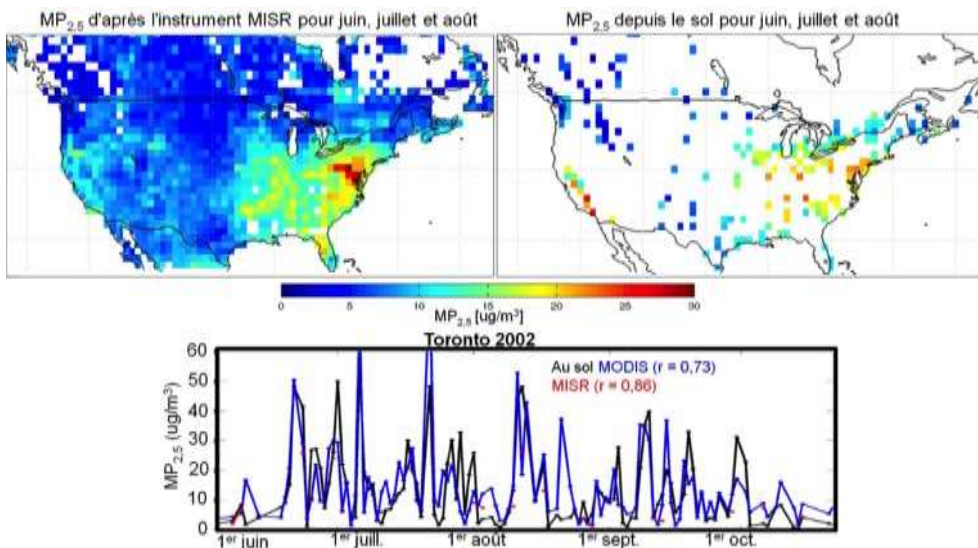 MP2,5 d'après l'instrument MISR pour juin, juillet et août
MP2,5 depuis le sol pour juin, juillet et août
0 5 10 15 20 25 30
MP2,5 [ug/m³]
Toronto 2002
60
50
40
30
20
10
0
MP2,5 (ug/m³)
Au sol MODIS (r = 0,73)
MISR (r = 0,86)
1er juin 1er juill. 1er août 1er sept. 1er oct.